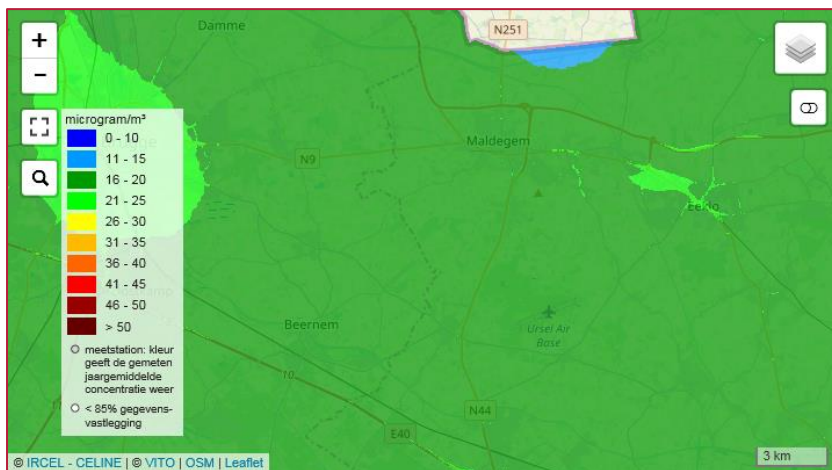 Damme
N251
+
−
microgram/m³
0 - 10
11 - 15
16 - 20
21 - 25
26 - 30
31 - 35
36 - 40
41 - 45
46 - 50
> 50
meetstation: kleur
geeft de gemeten
jaargemiddelde
concentratie weer
< 85% gegevens-
vastlegging
N9
Maldegem
Eeklo
Beernem
Ursel Air
Base
10
N44
E40
3 km
© IRCEL - CELINE | © VITO | OSM | Leaflet